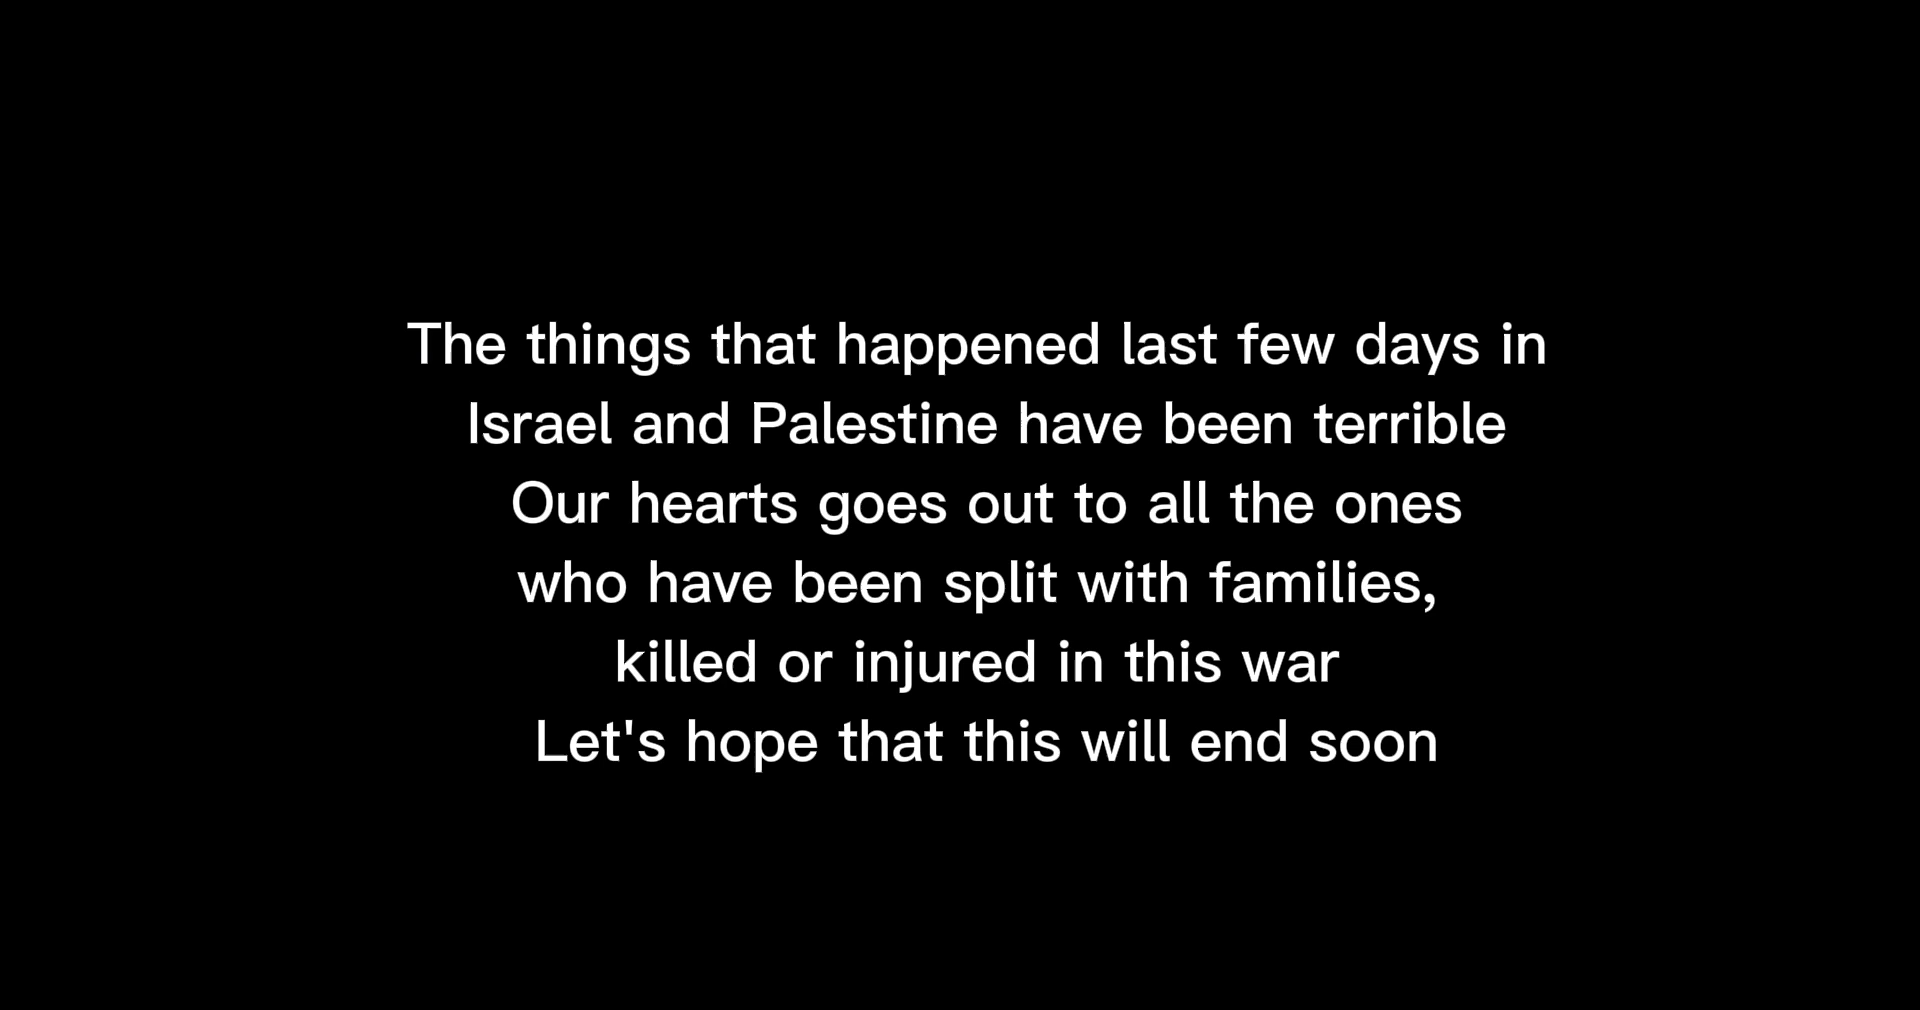 The things that happened last few days in
Israel and Palestine have been terrible
Our hearts goes out to all the ones
who have been split with families,
killed or injured in this war
Let's hope that this will end soon